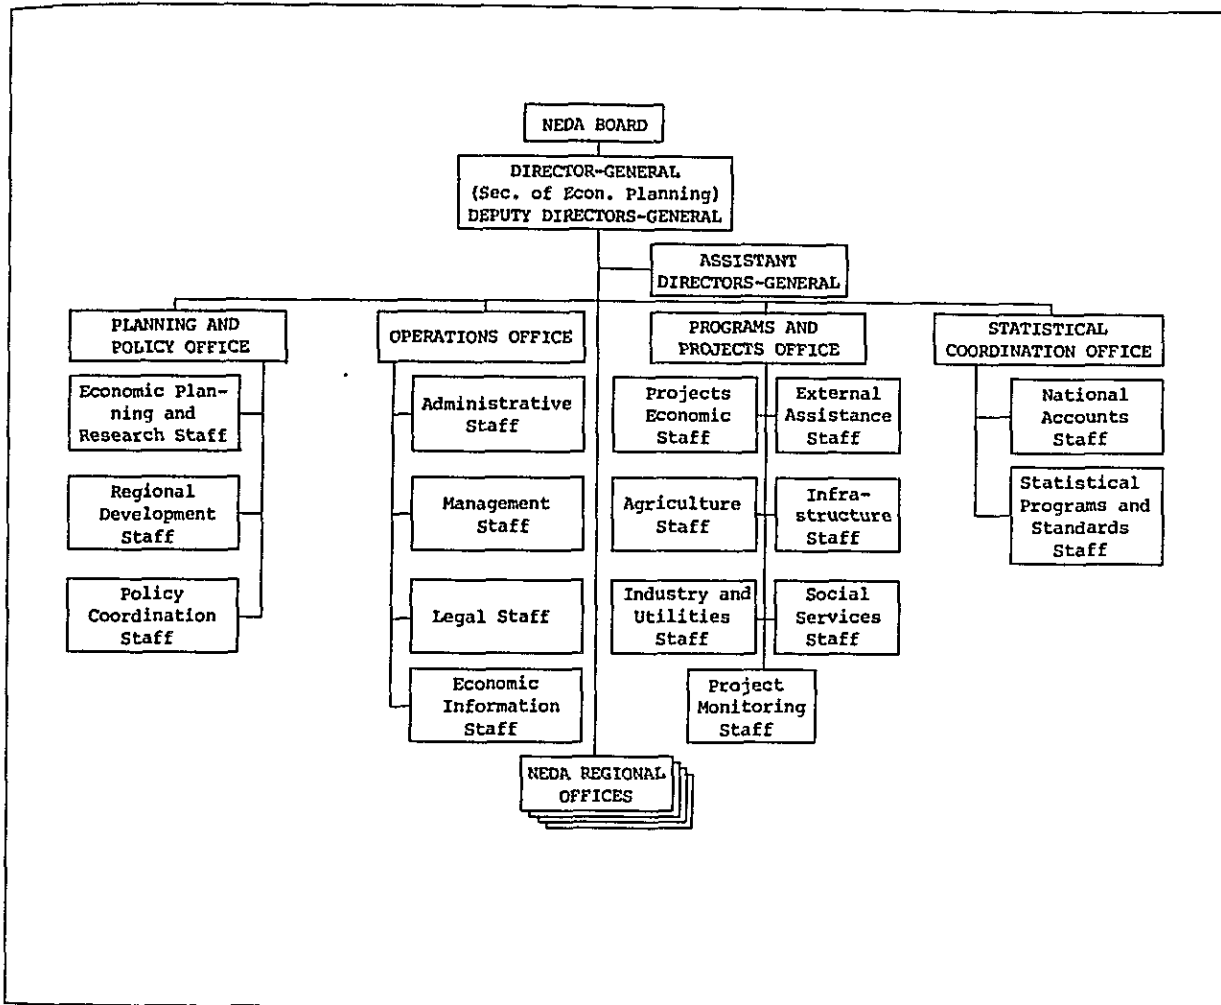 NEDA BOARD
DIRECTOR-GENERAL
(Sec. of Econ. Planning)
DEPUTY DIRECTORS-GENERAL
ASSISTANT
DIRECTORS-GENERAL
PLANNING AND
POLICY OFFICE
Economic Plan-
ning and
Research Staff
Regional
Development
Staff
Policy
Coordination
Staff
OPERATIONS OFFICE
Administrative
Staff
Management
Staff
Legal Staff
Economic
Information
Staff
PROGRAMS AND
PROJECTS OFFICE
Projects
Economic
Staff
External
Assistance
Staff
Agriculture
Staff
Infra-
structure
Staff
Industry and
Utilities
Staff
Social
Services
Staff
Project
Monitoring
Staff
STATISTICAL
COORDINATION OFFICE
National
Accounts
Staff
Statistical
Programs and
Standards
Staff
NEDA REGIONAL
OFFICES